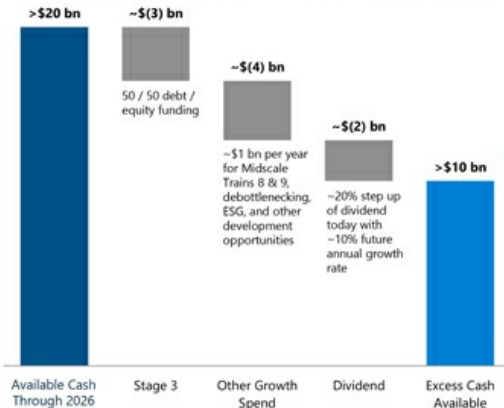 >$20 bn
~$(3) bn
50 / 50 debt /
equity funding
~$(4) bn
~$1 bn per year
for Midscale
Trains 8 & 9,
debottlenecking,
ESG, and other
development
opportunities
~$(2) bn
~20% step up
of dividend
today with
~10% future
annual growth
rate
>$10 bn
Available Cash
Through 2026
Stage 3
Other Growth
Spend
Dividend
Excess Cash
Available